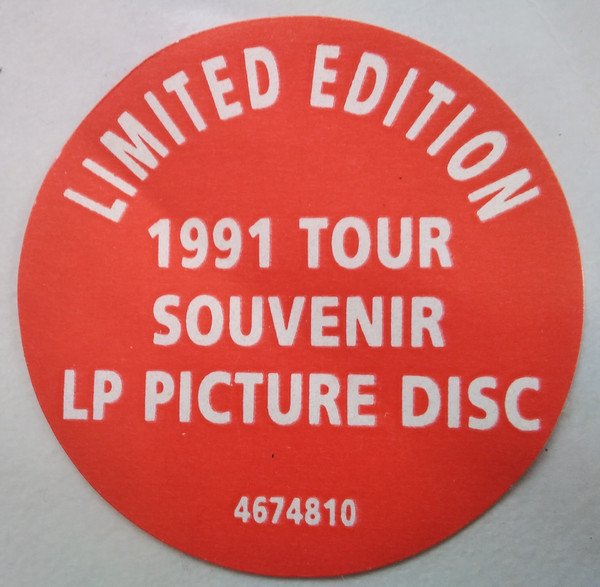 LIMITED EDITION
1991 TOUR
SOUVENIR
LP PICTURE DISC
4674810